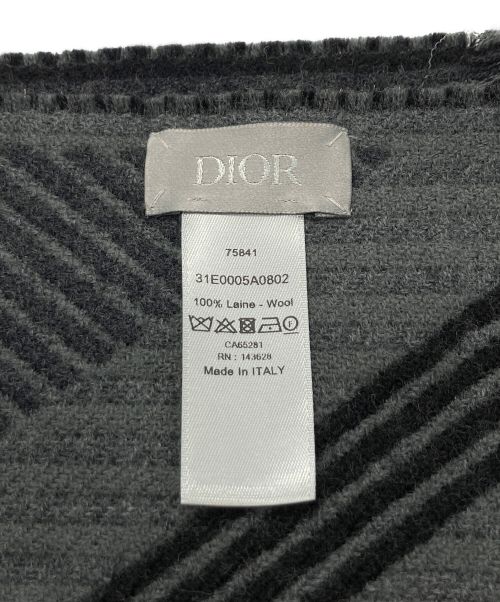 DIOR
75841
31E0005A0802
100% Laine - Wool
CA65281
RN : 143628
Made In ITALY